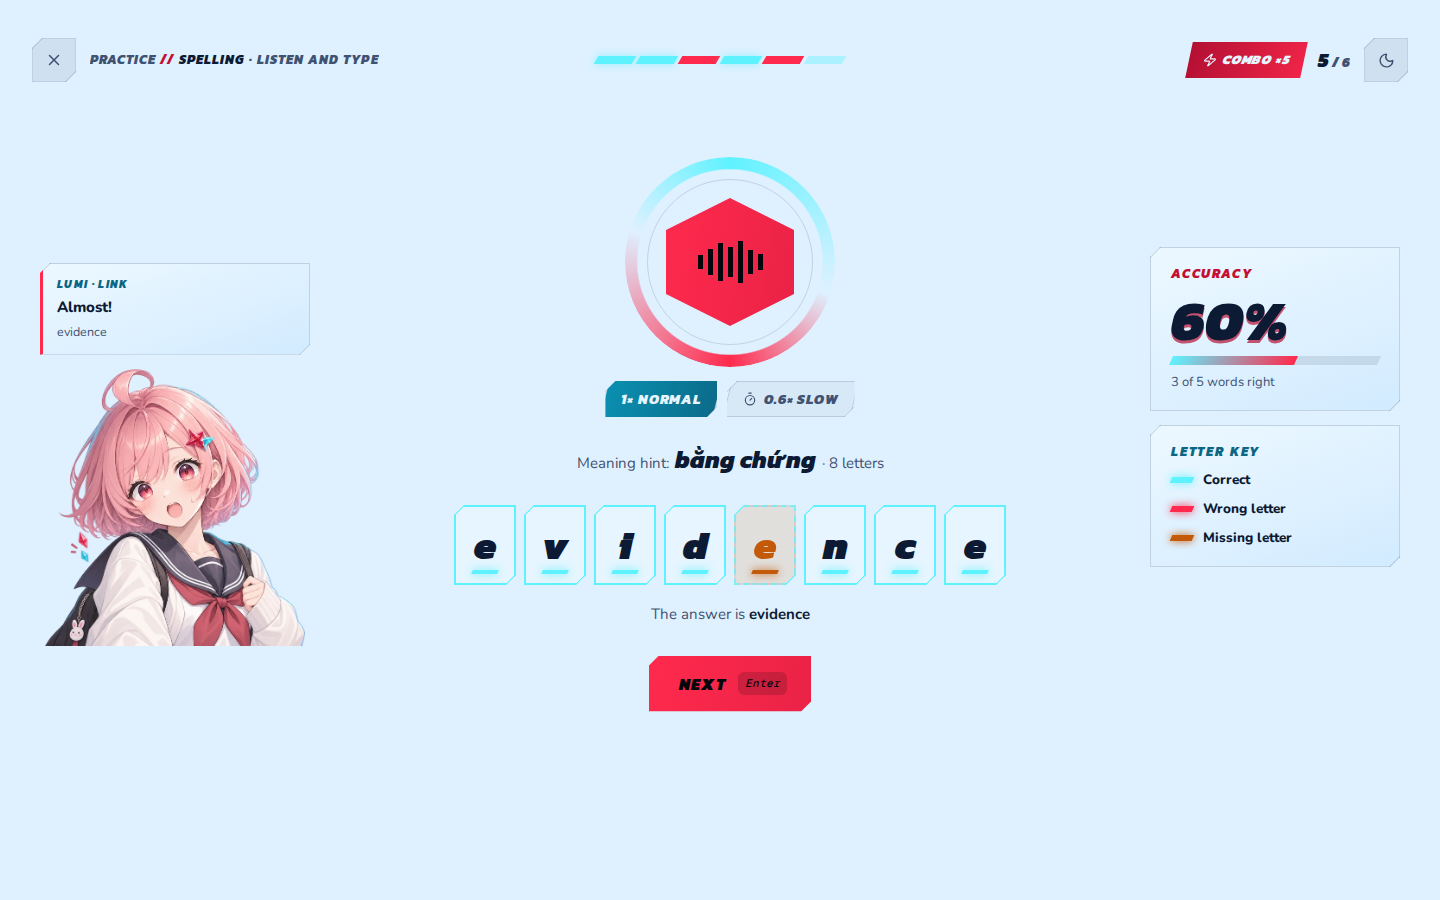 PRACTICE // SPELLING · LISTEN AND TYPE
COMBO ×5
5 / 6
LUMI · LINK
Almost!
evidence
1× NORMAL
0.6× SLOW
Meaning hint: bằng chứng · 8 letters
e v i d e n c e
The answer is evidence
NEXT Enter
ACCURACY
60%
3 of 5 words right
LETTER KEY
Correct
Wrong letter
Missing letter